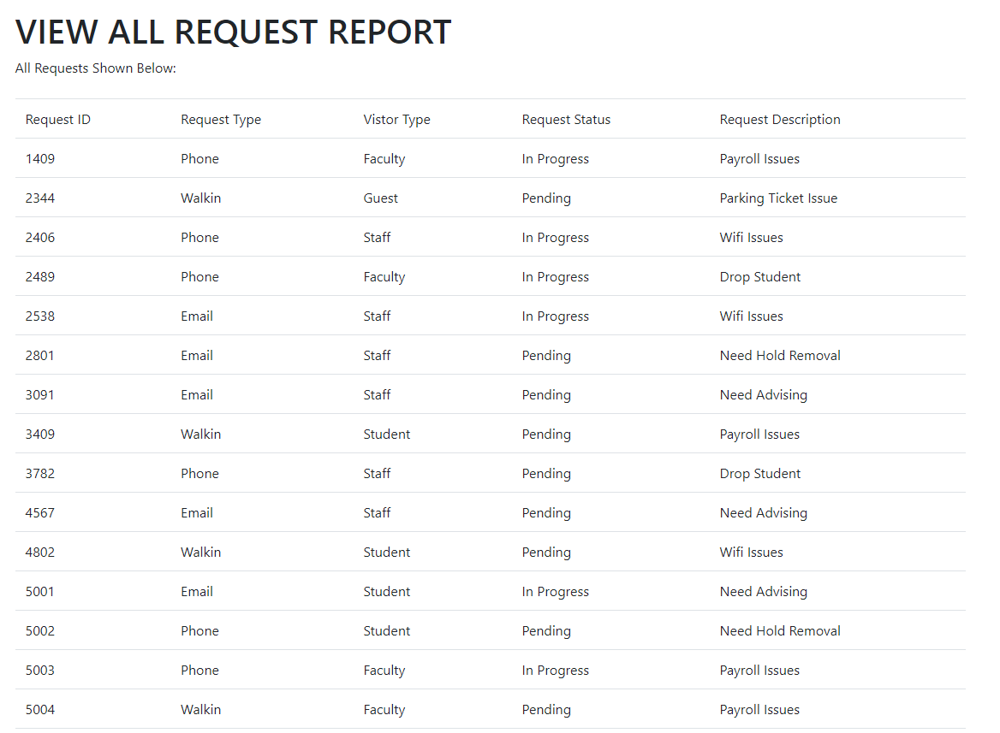 VIEW ALL REQUEST REPORT
All Requests Shown Below:
Request ID Request Type Vistor Type Request Status Request Description
1409 Phone Faculty In Progress Payroll Issues
2344 Walkin Guest Pending Parking Ticket Issue
2406 Phone Staff In Progress Wifi Issues
2489 Phone Faculty In Progress Drop Student
2538 Email Staff In Progress Wifi Issues
2801 Email Staff Pending Need Hold Removal
3091 Email Staff Pending Need Advising
3409 Walkin Student Pending Payroll Issues
3782 Phone Staff Pending Drop Student
4567 Email Staff Pending Need Advising
4802 Walkin Student Pending Wifi Issues
5001 Email Student In Progress Need Advising
5002 Phone Student Pending Need Hold Removal
5003 Phone Faculty In Progress Payroll Issues
5004 Walkin Faculty Pending Payroll Issues